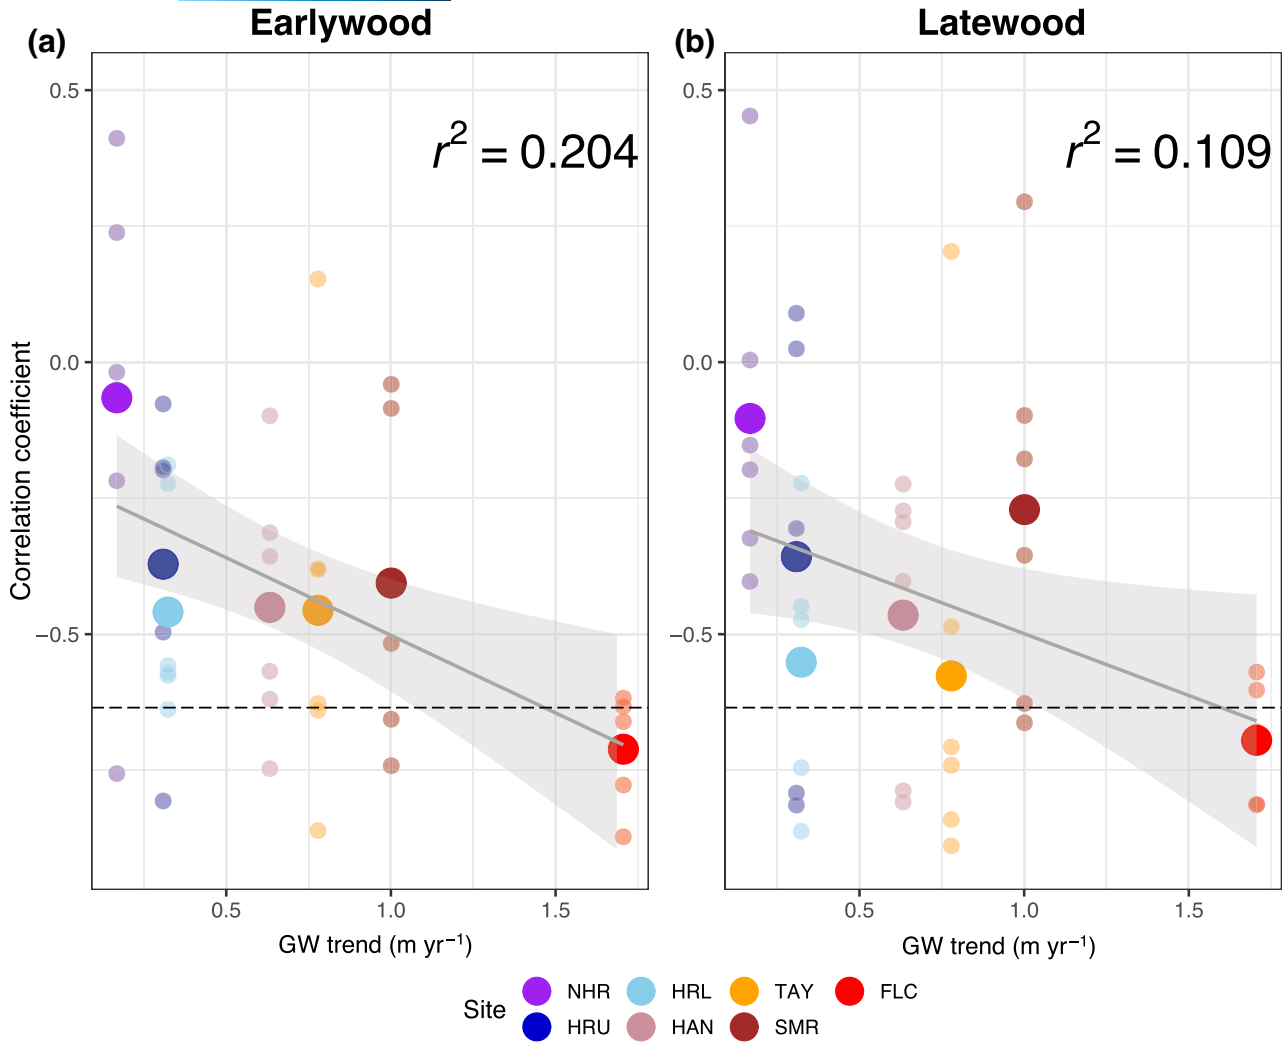 Earlywood
Latewood
(a)
(b)
r² = 0.204
r² = 0.109
Correlation coefficient
0.5
0.0
−0.5
0.5
0.0
−0.5
0.5 1.0 1.5
0.5 1.0 1.5
GW trend (m yr⁻¹)
GW trend (m yr⁻¹)
Site
NHR HRL TAY FLC
HRU HAN SMR